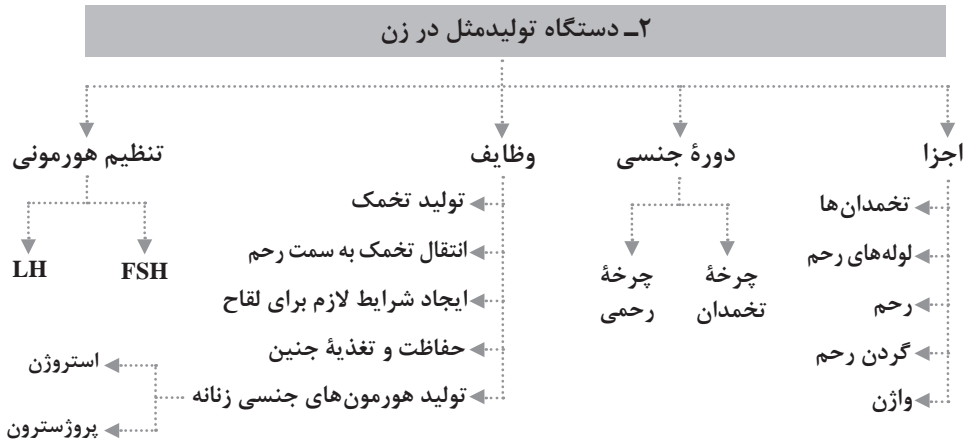 ۲ــ دستگاه تولیدمثل در زن
اجزا
تخمدان‌ها
لوله‌های رحم
رحم
گردن رحم
واژن
دورهٔ جنسی
چرخهٔ
تخمدان
چرخهٔ
رحمی
وظایف
تولید تخمک
انتقال تخمک به سمت رحم
ایجاد شرایط لازم برای لقاح
حفاظت و تغذیهٔ جنین
تولید هورمون‌های جنسی زنانه
استروژن
پروژسترون
تنظیم هورمونی
FSH
LH